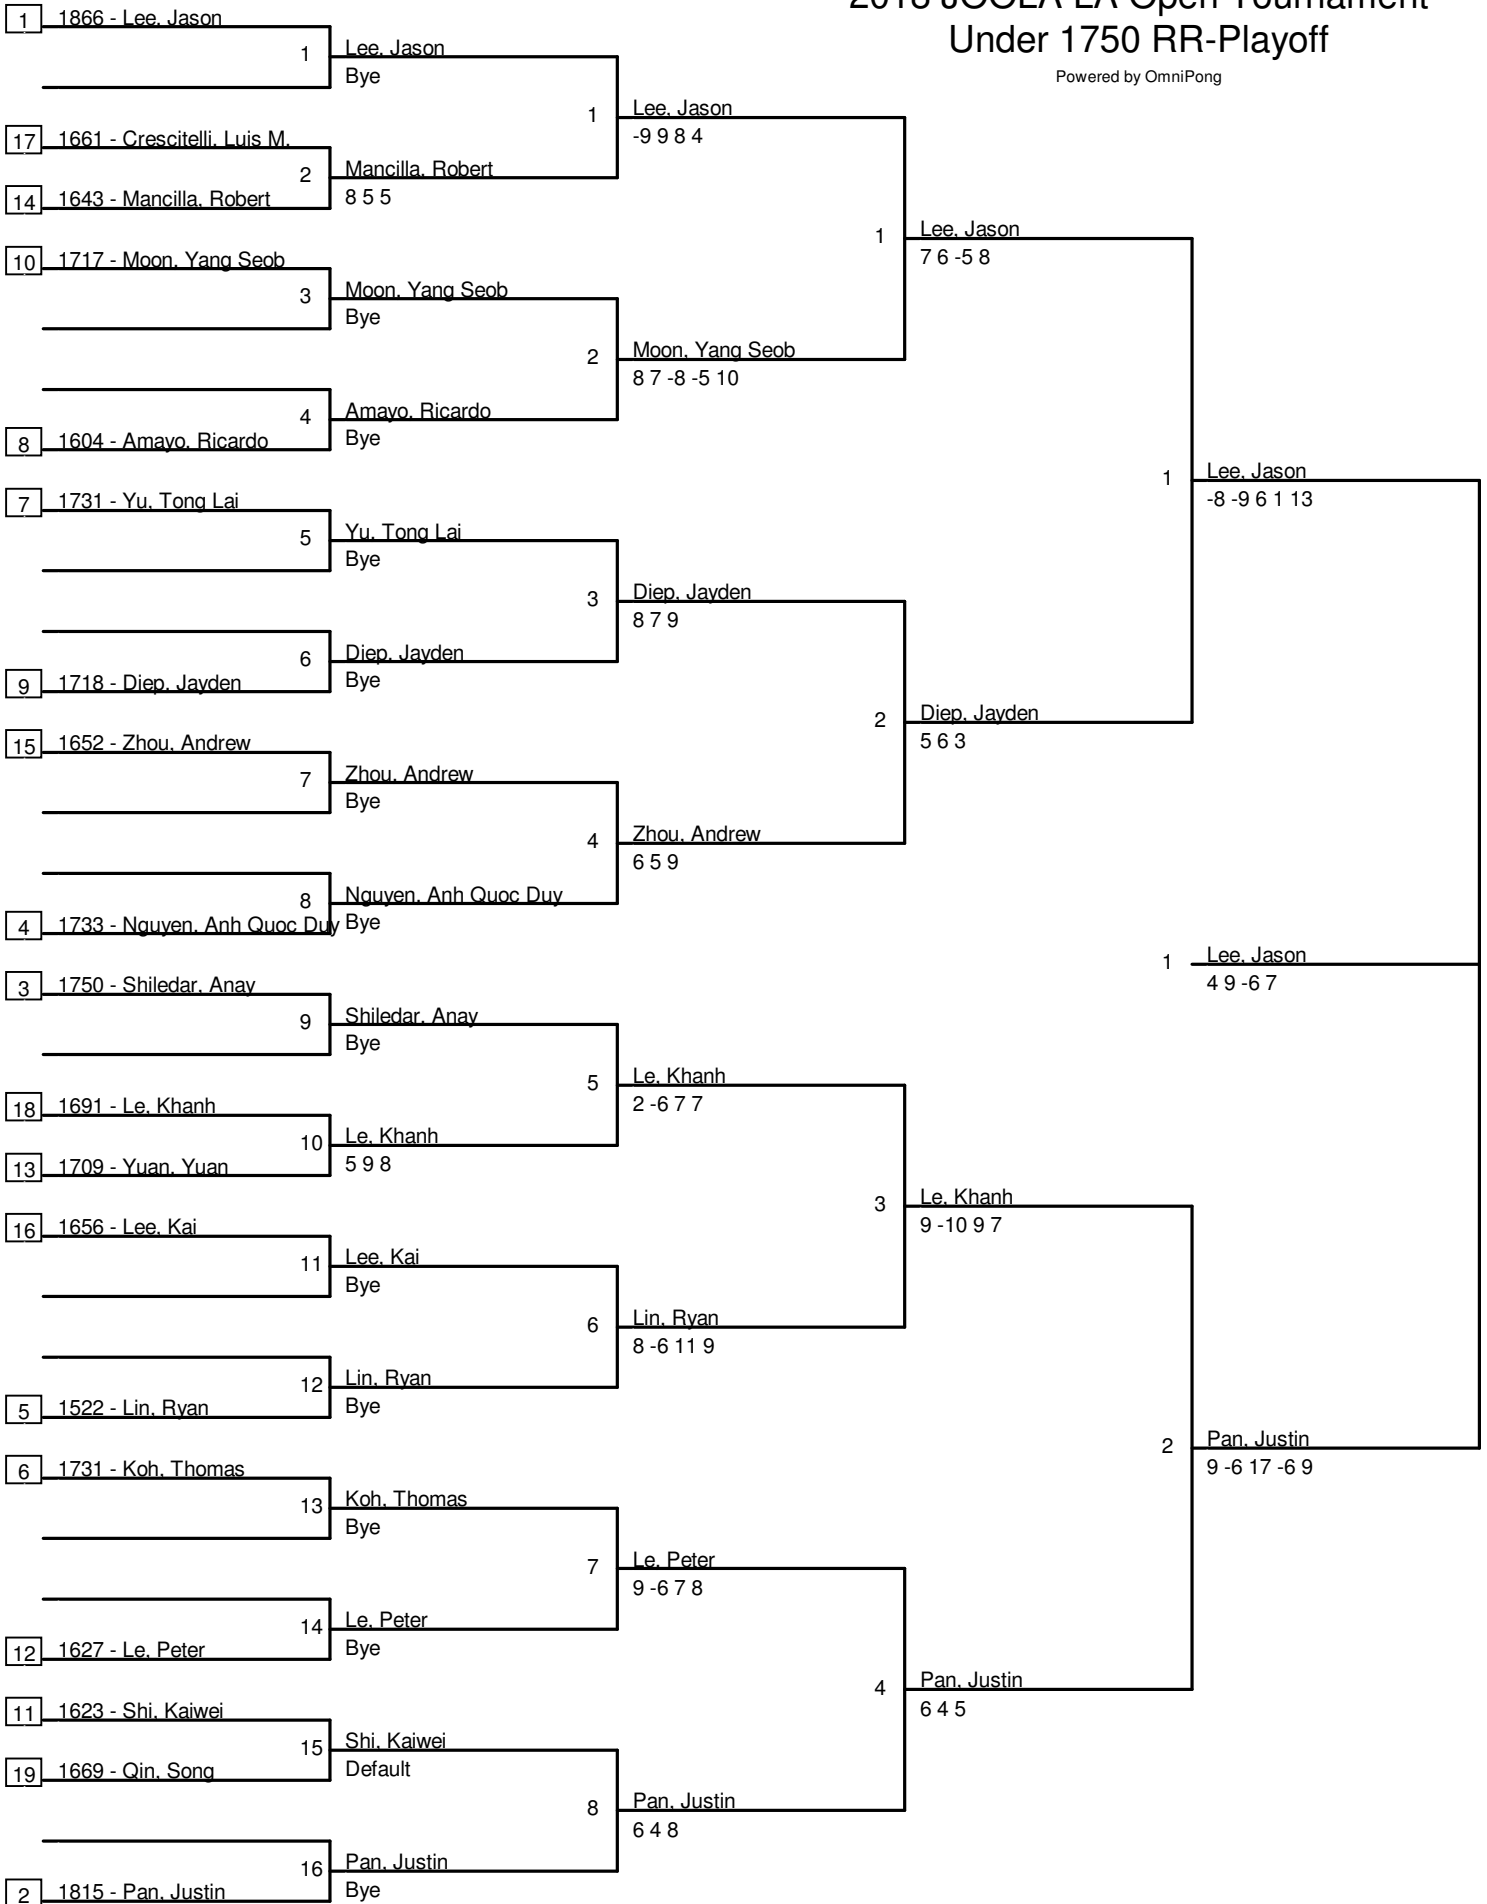 2018 JOOLA LA Open Tournament
Under 1750 RR-Playoff
Powered by OmniPong
1 1866 - Lee, Jason
1 Lee, Jason
Bye
1 Lee, Jason
-9 9 8 4
17 1661 - Crescitelli, Luis M.
2 Mancilla, Robert
8 5 5
14 1643 - Mancilla, Robert
1 Lee, Jason
7 6 -5 8
10 1717 - Moon, Yang Seob
3 Moon, Yang Seob
Bye
2 Moon, Yang Seob
8 7 -8 -5 10
4 Amayo, Ricardo
Bye
8 1604 - Amayo, Ricardo
1 Lee, Jason
-8 -9 6 1 13
7 1731 - Yu, Tong Lai
5 Yu, Tong Lai
Bye
3 Diep, Jayden
8 7 9
6 Diep, Jayden
Bye
9 1718 - Diep, Jayden
2 Diep, Jayden
5 6 3
15 1652 - Zhou, Andrew
7 Zhou, Andrew
Bye
4 Zhou, Andrew
6 5 9
8 Nguyen, Anh Quoc Duy
Bye
4 1733 - Nguyen, Anh Quoc Duy
1 Lee, Jason
4 9 -6 7
3 1750 - Shiledar, Anay
9 Shiledar, Anay
Bye
5 Le, Khanh
2 -6 7 7
18 1691 - Le, Khanh
10 Le, Khanh
5 9 8
13 1709 - Yuan, Yuan
3 Le, Khanh
9 -10 9 7
16 1656 - Lee, Kai
11 Lee, Kai
Bye
6 Lin, Ryan
8 -6 11 9
12 Lin, Ryan
Bye
5 1522 - Lin, Ryan
2 Pan, Justin
9 -6 17 -6 9
6 1731 - Koh, Thomas
13 Koh, Thomas
Bye
7 Le, Peter
9 -6 7 8
14 Le, Peter
Bye
12 1627 - Le, Peter
4 Pan, Justin
6 4 5
11 1623 - Shi, Kaiwei
15 Shi, Kaiwei
Default
19 1669 - Qin, Song
8 Pan, Justin
6 4 8
16 Pan, Justin
Bye
2 1815 - Pan, Justin